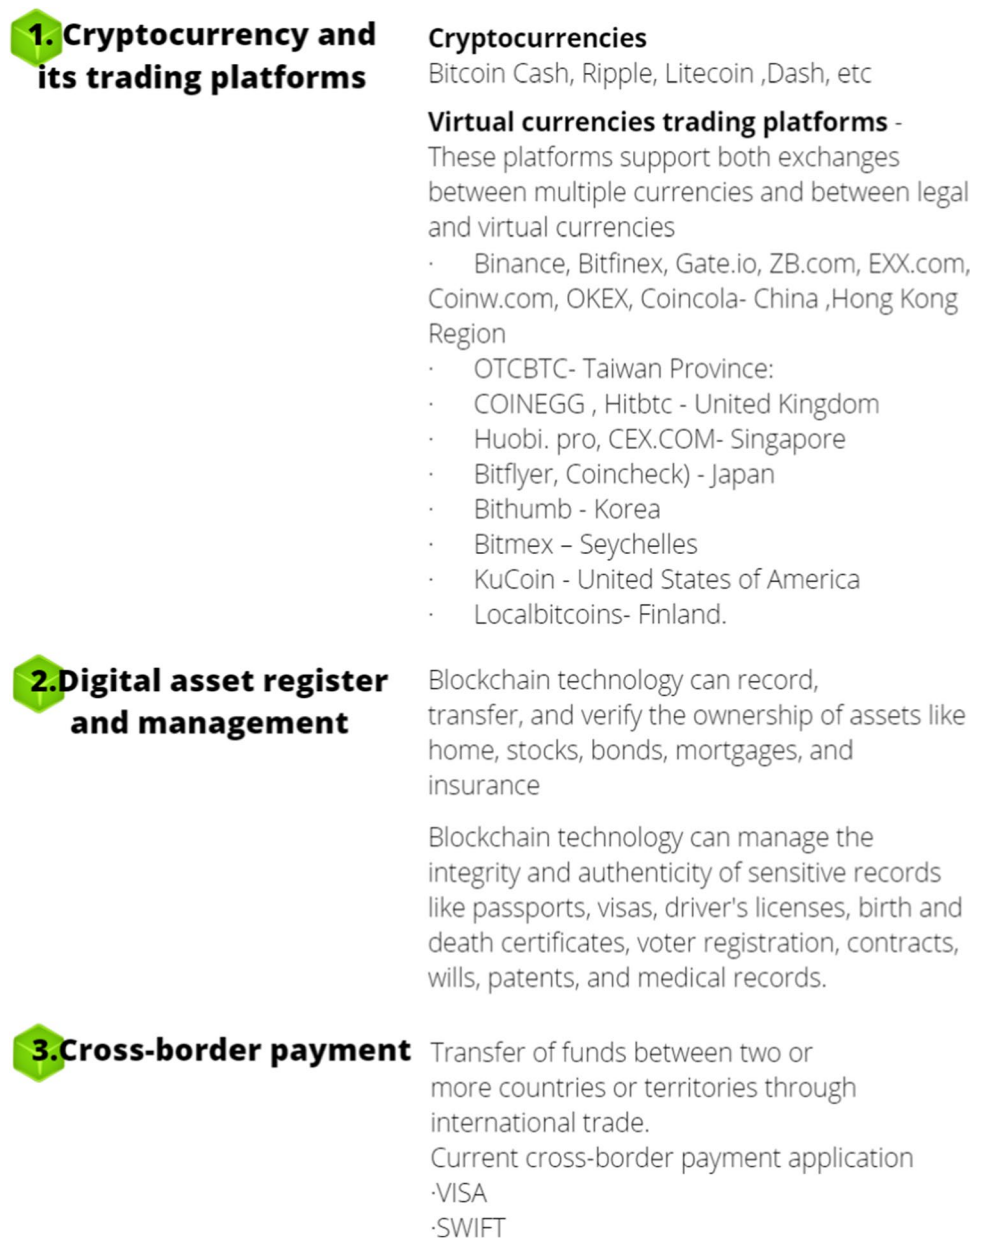 1. Cryptocurrency and
its trading platforms
Cryptocurrencies
Bitcoin Cash, Ripple, Litecoin ,Dash, etc
Virtual currencies trading platforms -
These platforms support both exchanges
between multiple currencies and between legal
and virtual currencies
· Binance, Bitfinex, Gate.io, ZB.com, EXX.com,
Coinw.com, OKEX, Coincola- China ,Hong Kong
Region
· OTCBTC- Taiwan Province:
· COINEGG , Hitbtc - United Kingdom
· Huobi. pro, CEX.COM- Singapore
· Bitflyer, Coincheck) - Japan
· Bithumb - Korea
· Bitmex – Seychelles
· KuCoin - United States of America
· Localbitcoins- Finland.
2.Digital asset register
and management
Blockchain technology can record,
transfer, and verify the ownership of assets like
home, stocks, bonds, mortgages, and
insurance
Blockchain technology can manage the
integrity and authenticity of sensitive records
like passports, visas, driver's licenses, birth and
death certificates, voter registration, contracts,
wills, patents, and medical records.
3.Cross-border payment
Transfer of funds between two or
more countries or territories through
international trade.
Current cross-border payment application
·VISA
·SWIFT